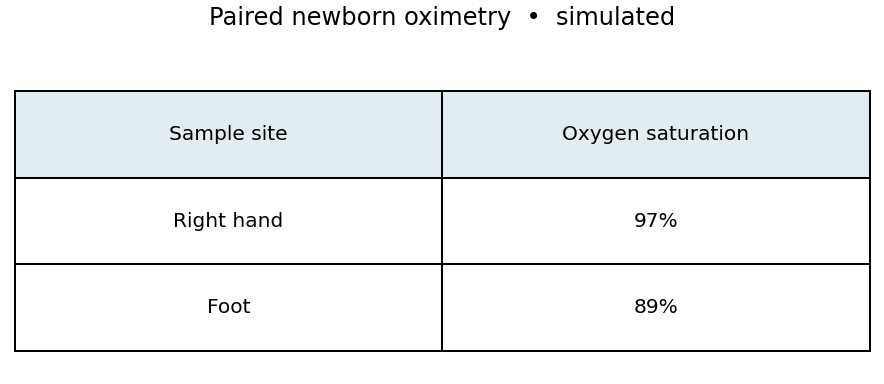 Paired newborn oximetry • simulated
Sample site Oxygen saturation
Right hand 97%
Foot 89%